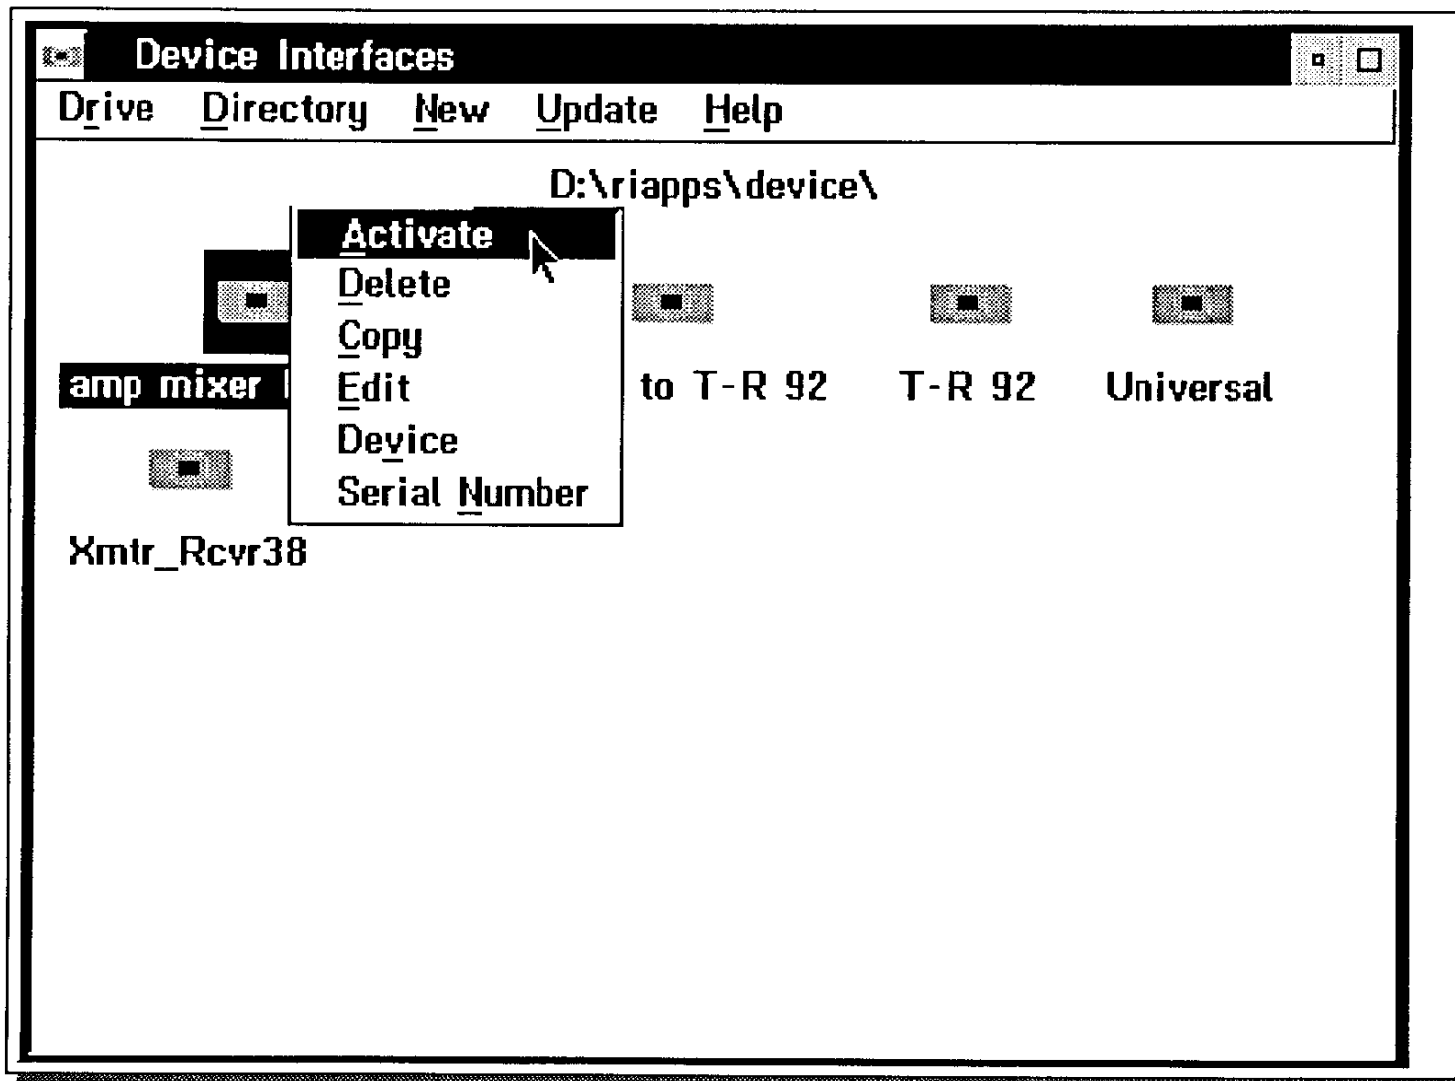 Device Interfaces
Drive Directory New Update Help
D:\riapps\device\
Activate
Delete
Copy
Edit
Device
Serial Number
amp mixer
to T-R 92
T-R 92
Universal
Xmtr_Rcvr38